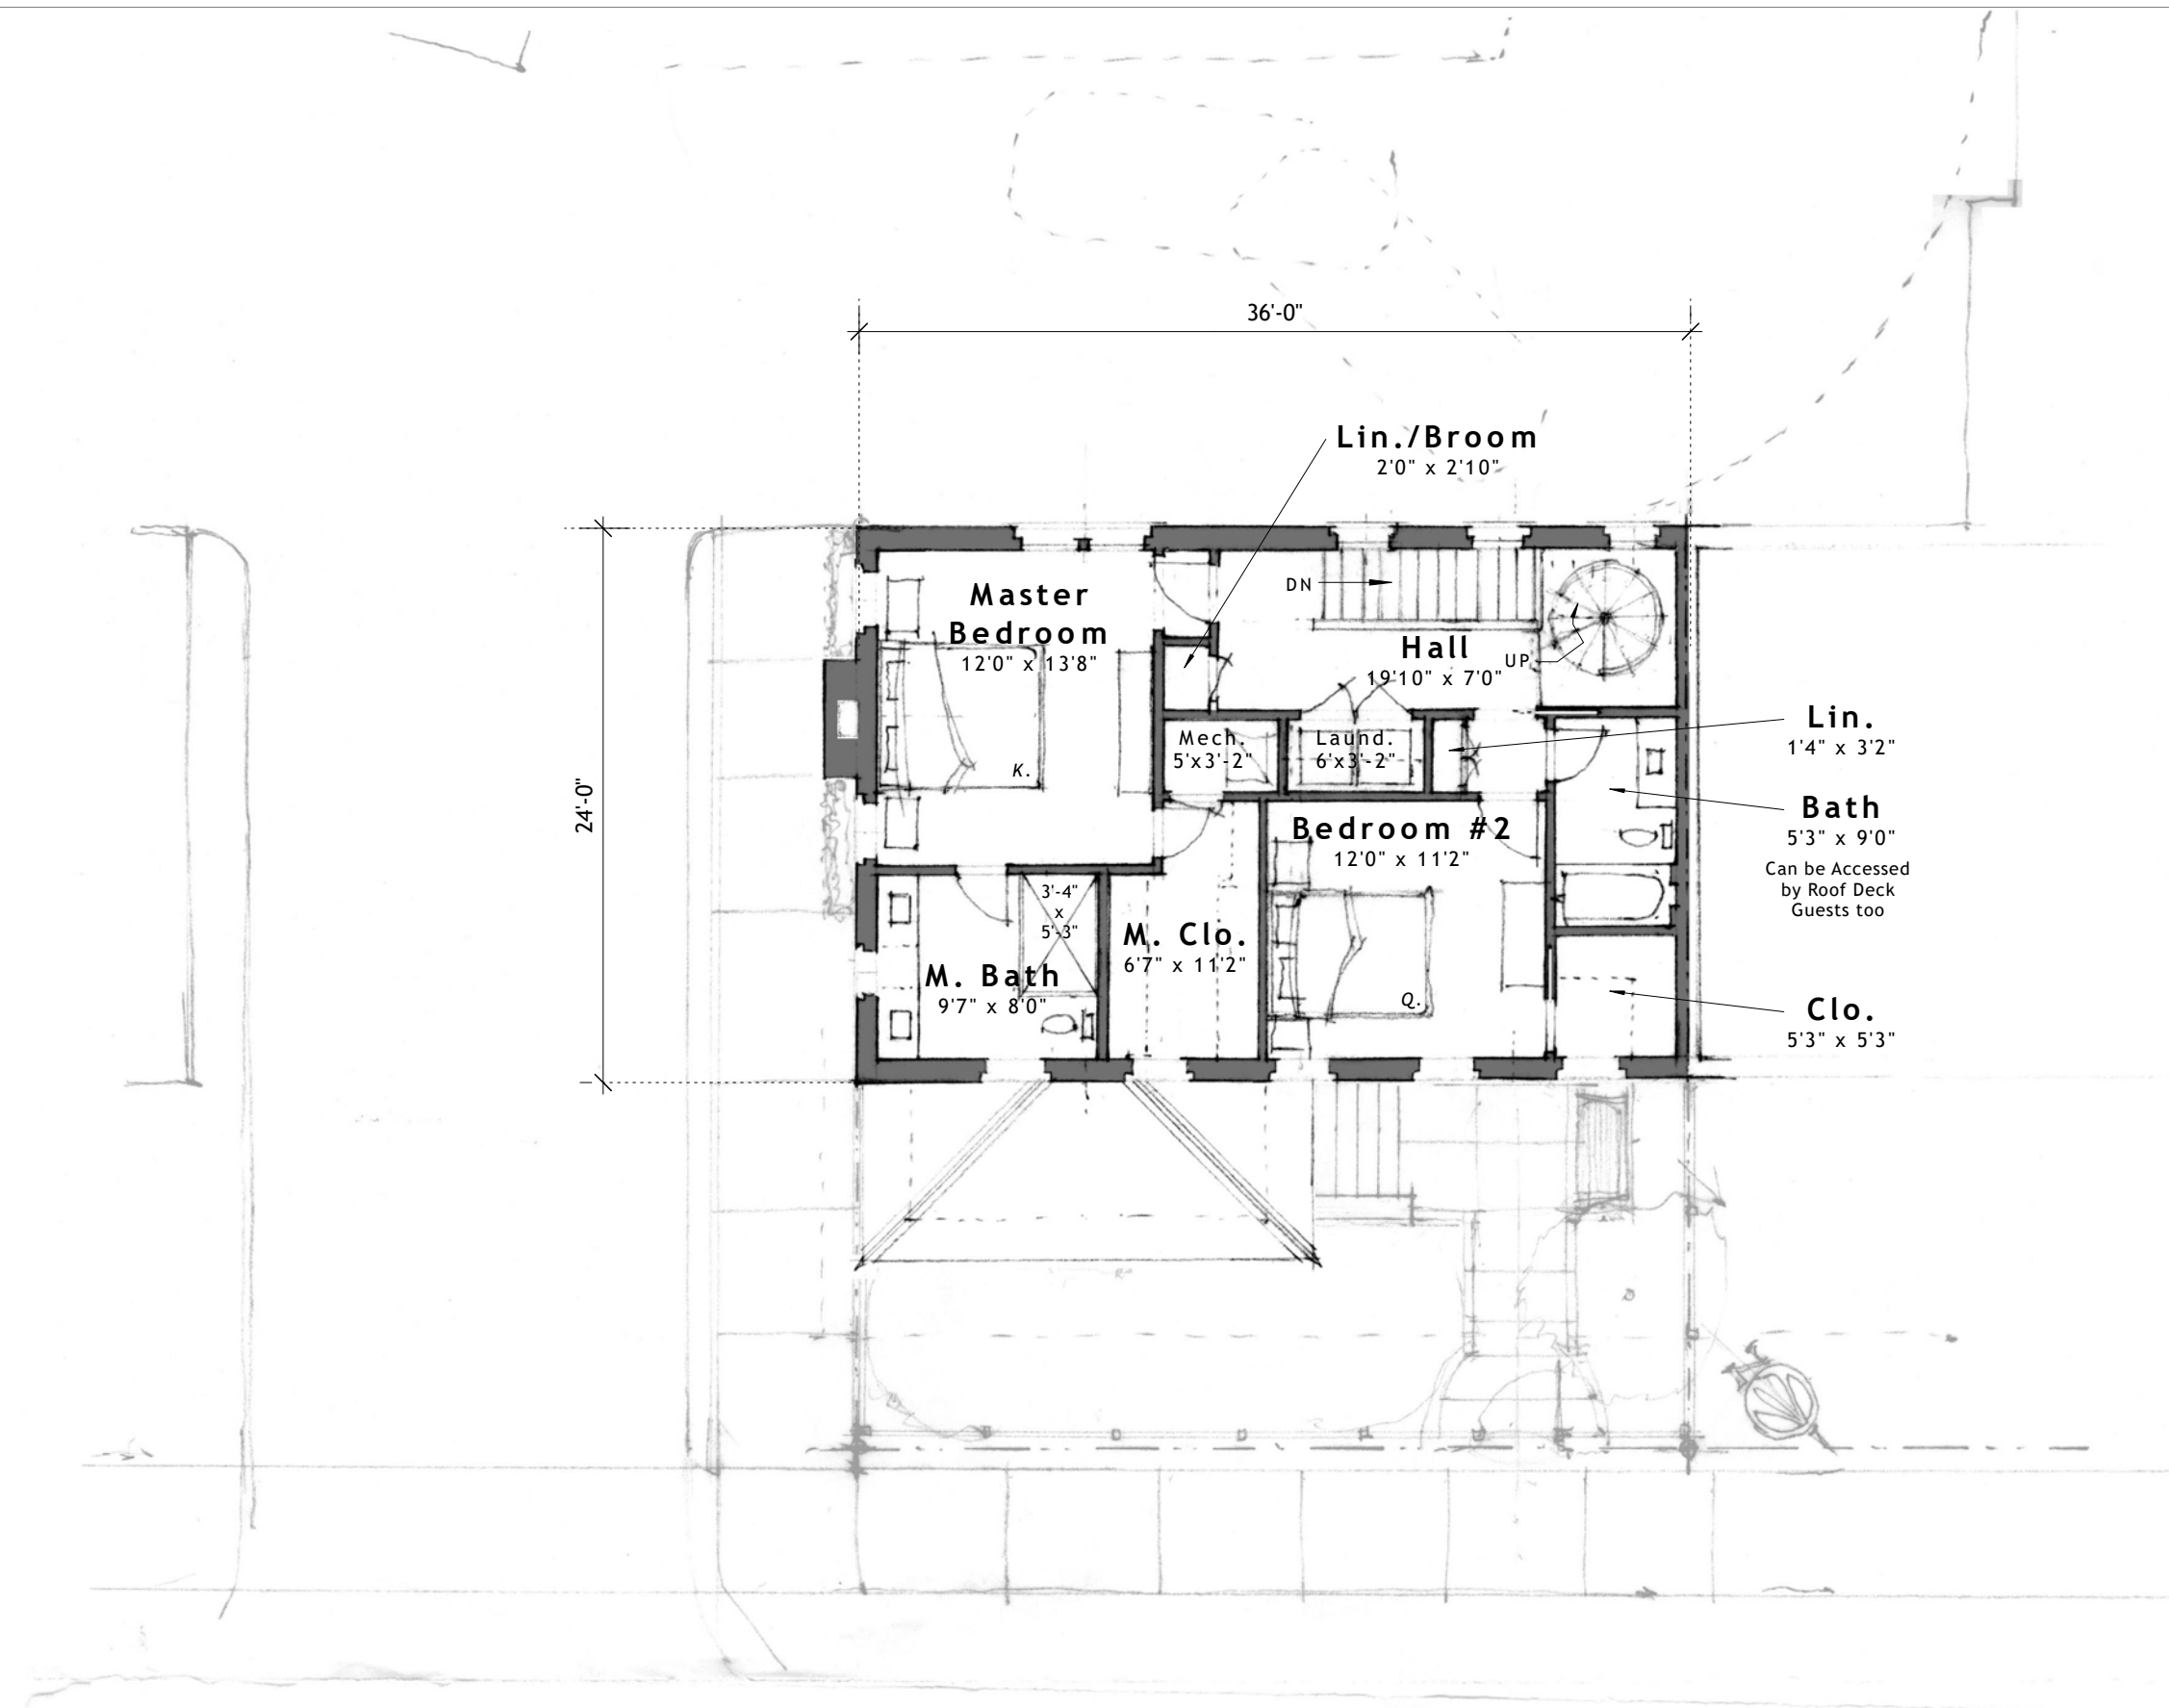 36'-0"
Lin./Broom
2'0" x 2'10"
Master
Bedroom
12'0" x 13'8"
K.
DN
Hall
19'10" x 7'0"
UP
Lin.
1'4" x 3'2"
Mech.
5'x3'-2"
Laund.
6'x3'-2"
24'-0"
Bath
5'3" x 9'0"
Can be Accessed
by Roof Deck
Guests too
Bedroom #2
12'0" x 11'2"
Q.
3'-4"
x
5'-3"
M. Clo.
6'7" x 11'2"
M. Bath
9'7" x 8'0"
Clo.
5'3" x 5'3"